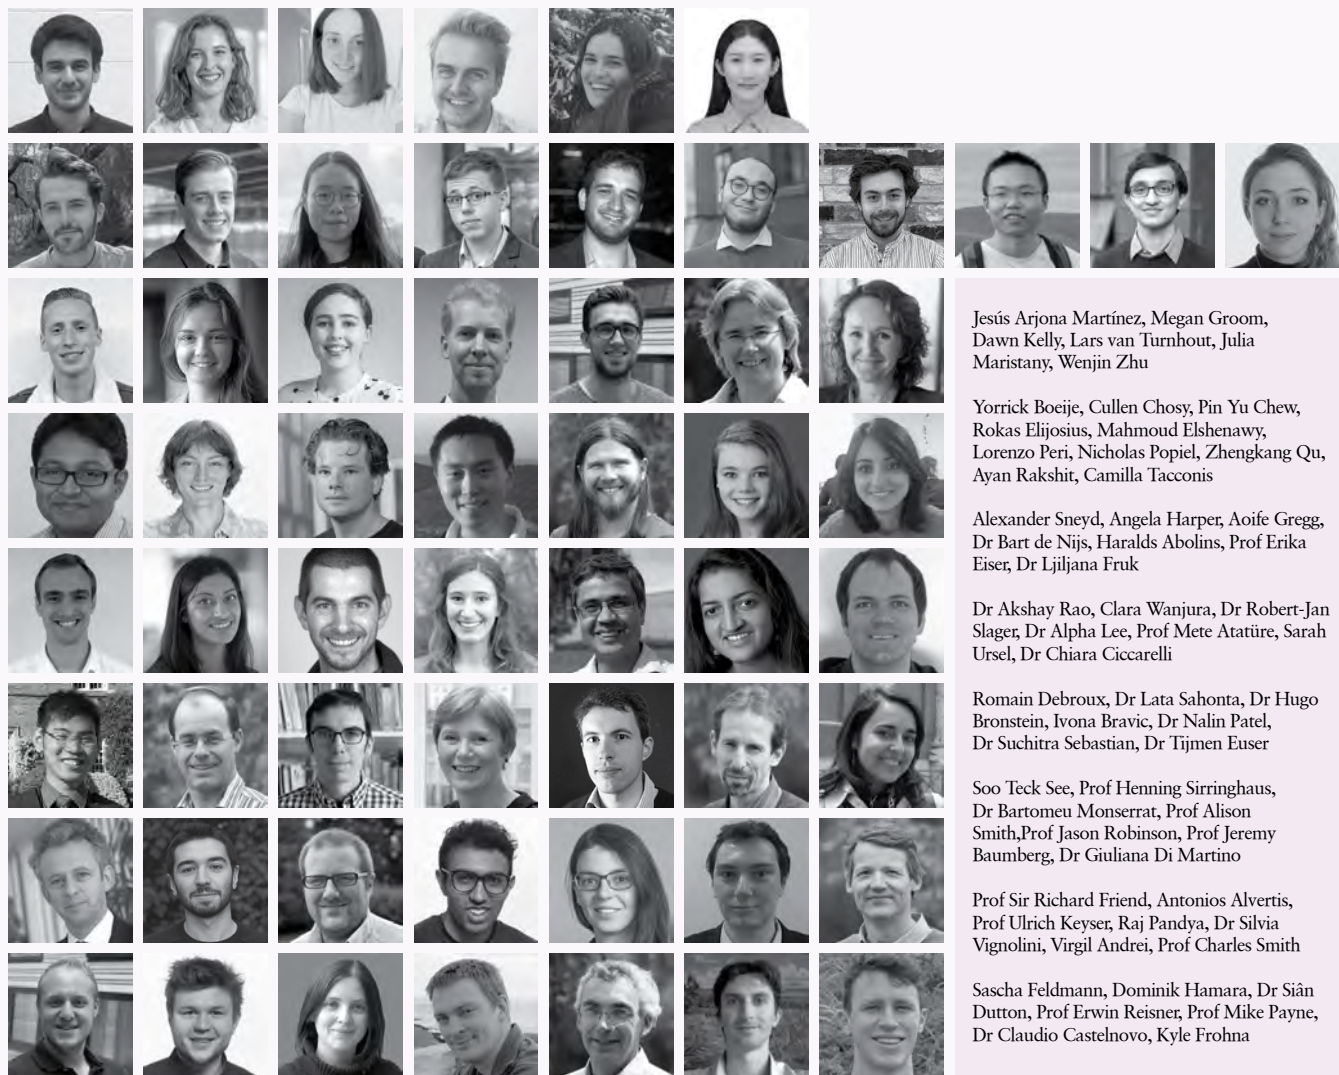 Jesús Arjona Martínez, Megan Groom,
Dawn Kelly, Lars van Turnhout, Julia
Maristany, Wenjin Zhu
Yorrick Boeije, Cullen Chosy, Pin Yu Chew,
Rokas Elijosius, Mahmoud Elshenawy,
Lorenzo Peri, Nicholas Popiel, Zhengkang Qu,
Ayan Rakshit, Camilla Tacconis
Alexander Sneyd, Angela Harper, Aoife Gregg,
Dr Bart de Nijs, Haralds Abolins, Prof Erika
Eiser, Dr Ljiljana Fruk
Dr Akshay Rao, Clara Wanjura, Dr Robert-Jan
Slager, Dr Alpha Lee, Prof Mete Atatüre, Sarah
Ursel, Dr Chiara Ciccarelli
Romain Debroux, Dr Lata Sahonta, Dr Hugo
Bronstein, Ivona Bravic, Dr Nalin Patel,
Dr Suchitra Sebastian, Dr Tijmen Euser
Soo Teck See, Prof Henning Sirringhaus,
Dr Bartomeu Monserrat, Prof Alison
Smith,Prof Jason Robinson, Prof Jeremy
Baumberg, Dr Giuliana Di Martino
Prof Sir Richard Friend, Antonios Alvertis,
Prof Ulrich Keyser, Raj Pandya, Dr Silvia
Vignolini, Virgil Andrei, Prof Charles Smith
Sascha Feldmann, Dominik Hamara, Dr Siân
Dutton, Prof Erwin Reisner, Prof Mike Payne,
Dr Claudio Castelnovo, Kyle Frohna